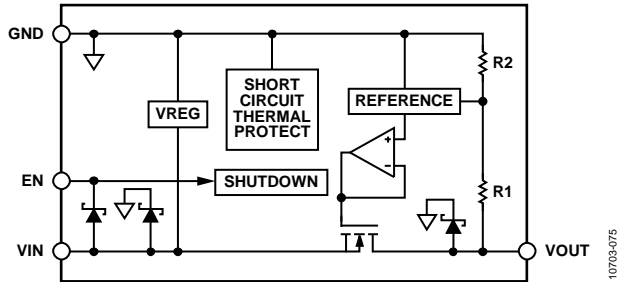 GND
R2
SHORT
CIRCUIT
THERMAL
PROTECT
VREG
REFERENCE
+
–
EN
SHUTDOWN
R1
VIN
VOUT
10703-075